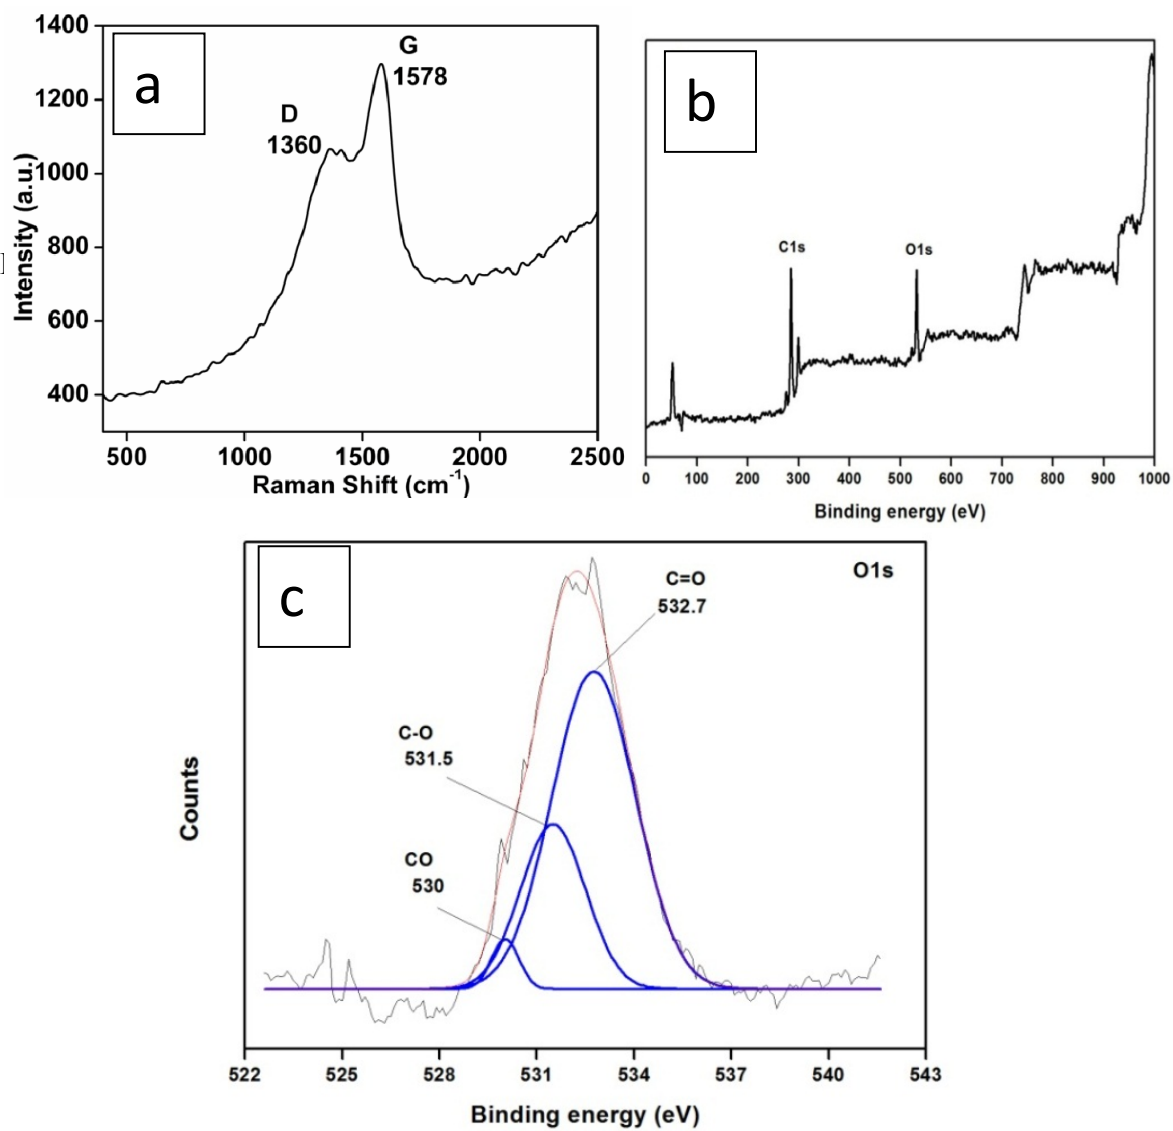 a
1400
1200
1000
800
600
400
Intensity (a.u.)
D
1360
G
1578
500 1000 1500 2000 2500
Raman Shift (cm⁻¹)
b
C1s
O1s
0 100 200 300 400 500 600 700 800 900 1000
Binding energy (eV)
c
O1s
C=O
532.7
C-O
531.5
CO
530
Counts
522 525 528 531 534 537 540 543
Binding energy (eV)